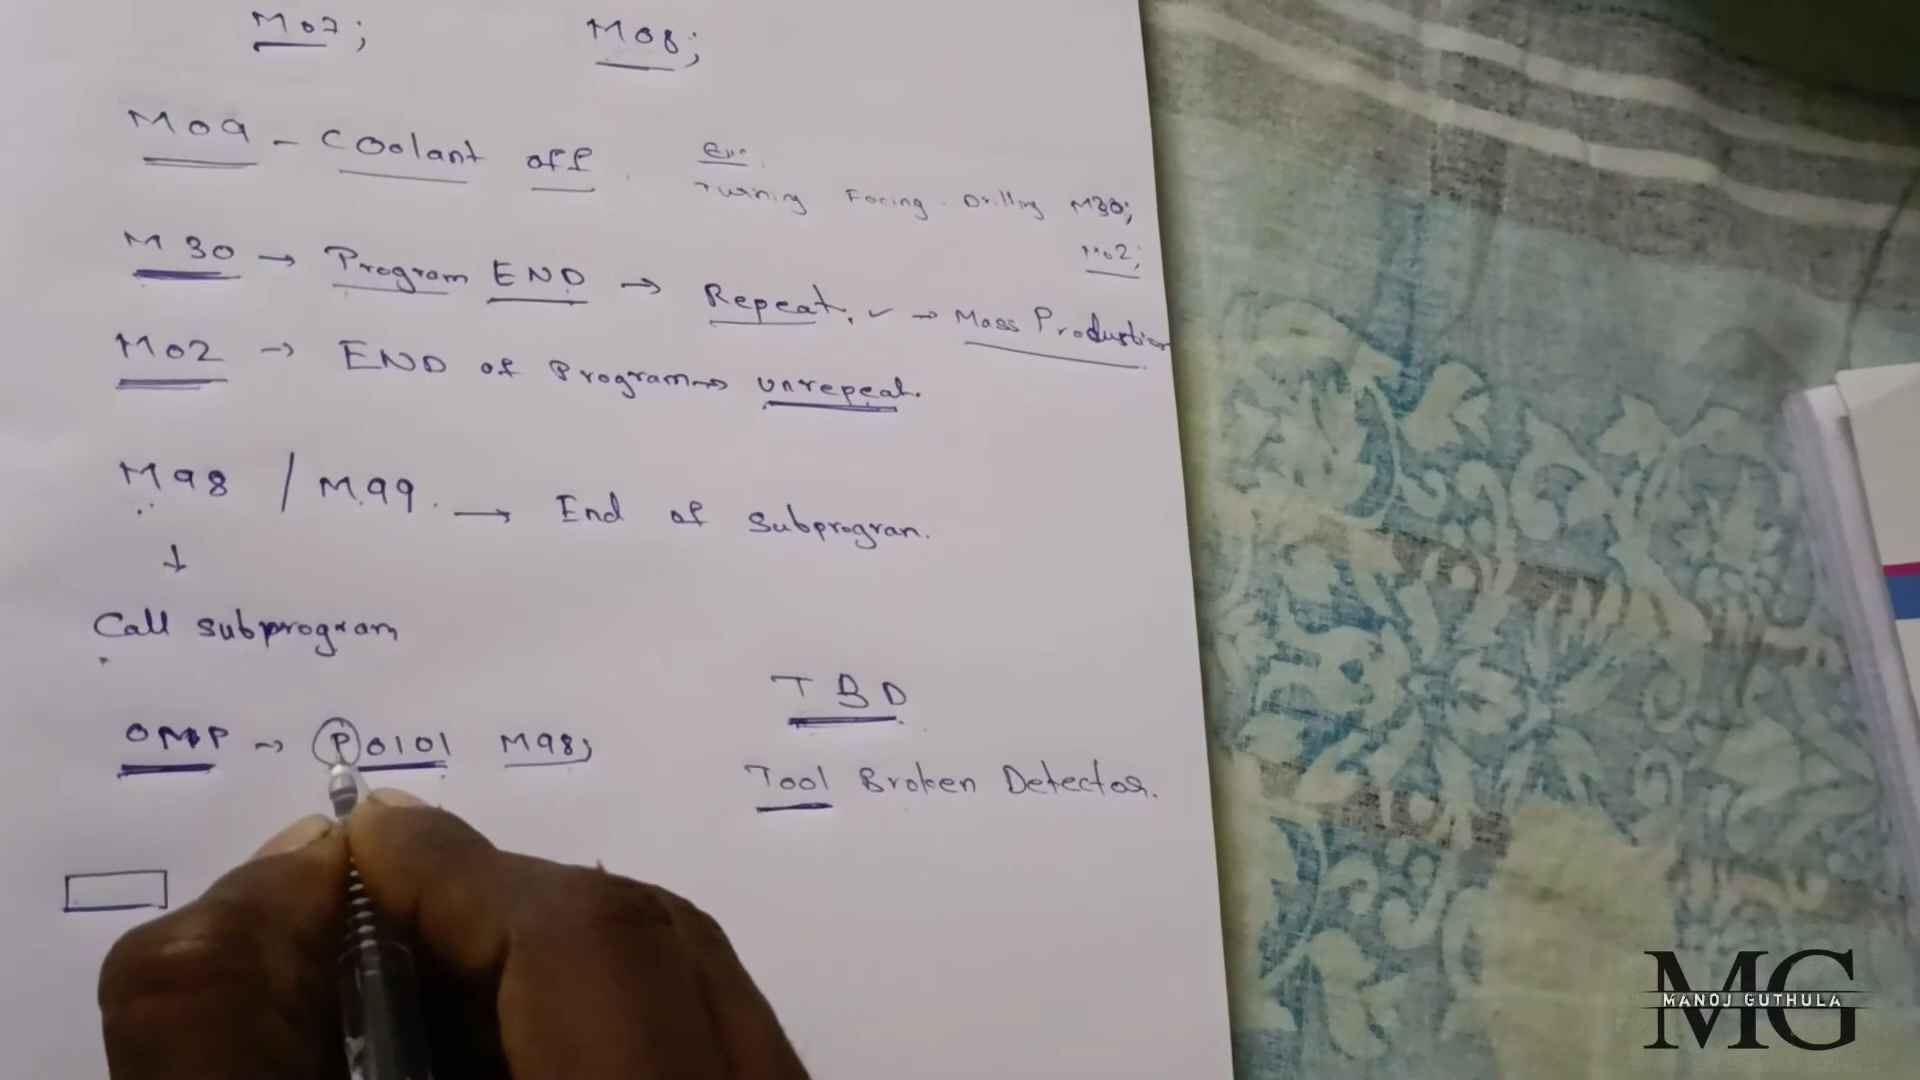 M07; M08;
M09 - Coolant off
Ex:-
Turning Facing Drilling M30;
M02;
M30 → Program END → Repeat. ✓ → Mass Production
M02 → END of Program → unrepeat.
M98 / M99. → End of subprogram.
↓
Call subprogram
TBD
OMP → P0101 M98;
Tool Broken Detector.
MG
MANOJ GUTHULA